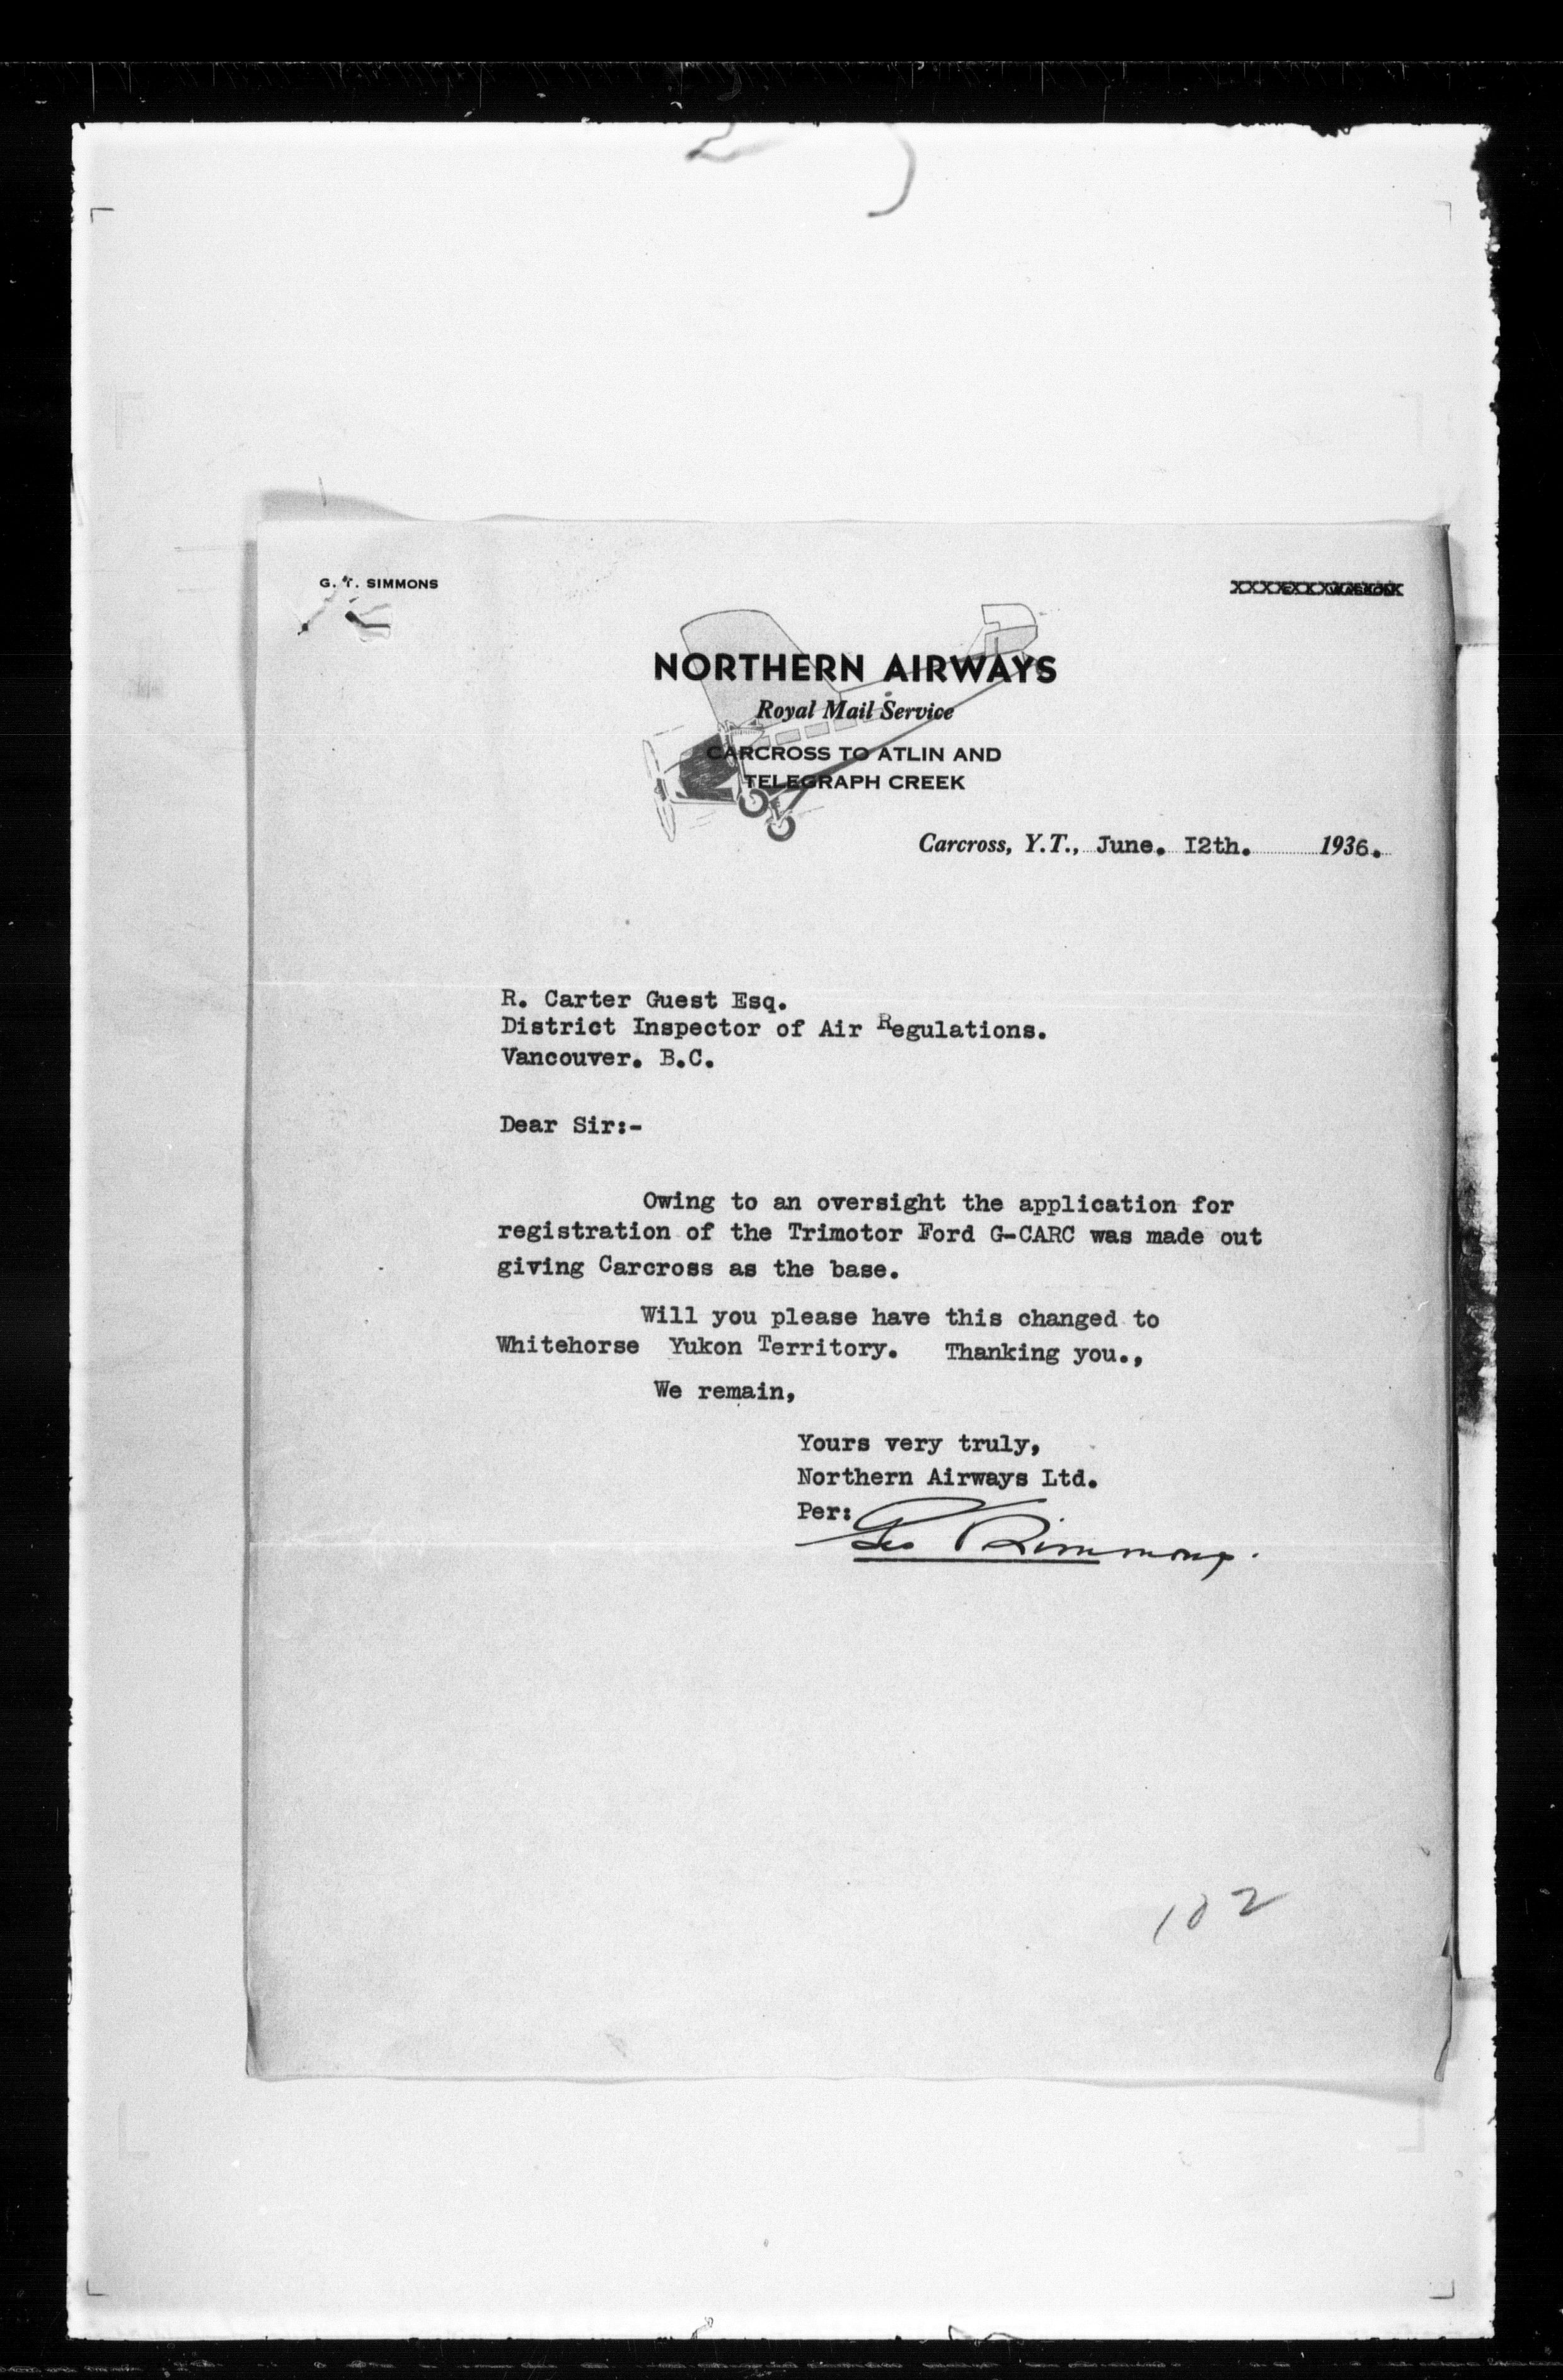 G. T. SIMMONS
NORTHERN AIRWAYS
Royal Mail Service
CARCROSS TO ATLIN AND
TELEGRAPH CREEK
Carcross, Y.T., June. I2th. 1936.
R. Carter Guest Esq.
District Inspector of Air Regulations.
Vancouver. B.C.
Dear Sir:-
Owing to an oversight the application for
registration of the Trimotor Ford G-CARC was made out
giving Carcross as the base.
Will you please have this changed to
Whitehorse Yukon Territory. Thanking you.,
We remain,
Yours very truly,
Northern Airways Ltd.
Per: Geo Simmons.
102